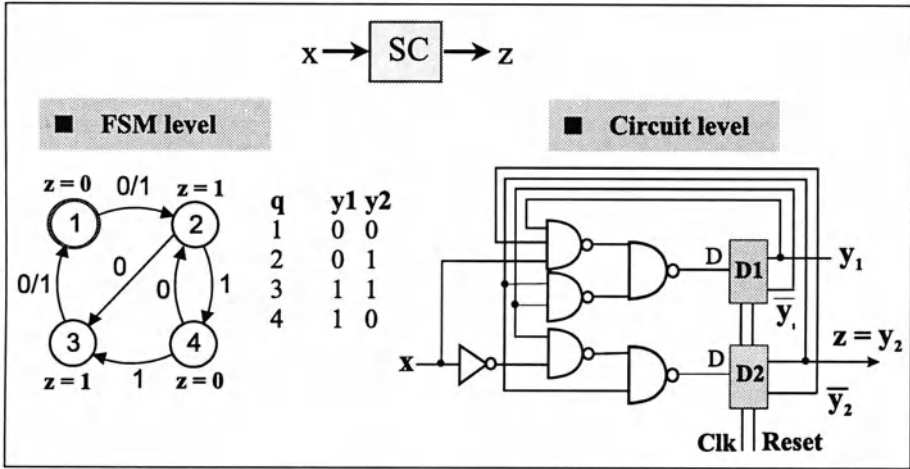 x SC z
■ FSM level
■ Circuit level
z = 0 0/1 z = 1
1 2
0/1 0 0 1
3 4
z = 1 1 z = 0
q y1 y2
1 0 0
2 0 1
3 1 1
4 1 0
D D1 y₁
y̅₁
x D D2 z = y₂
y̅₂
Clk Reset